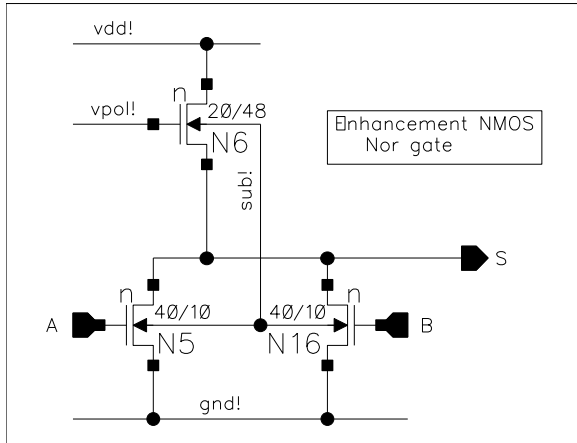 vdd!
n
20/48
vpol!
N6
Enhancement NMOS
Nor gate
sub!
S
n
40/10
40/10
n
A
B
N5
N16
gnd!